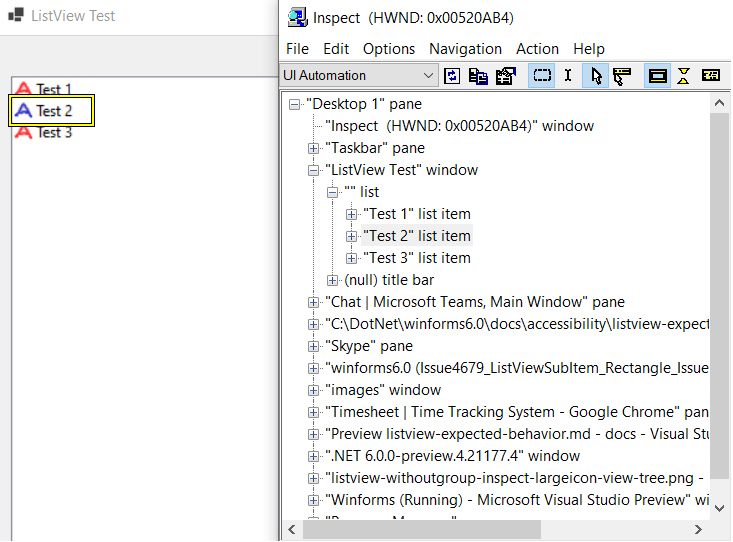 ListView Test
Test 1
Test 2
Test 3
Inspect (HWND: 0x00520AB4)
File Edit Options Navigation Action Help
UI Automation
"Desktop 1" pane
"Inspect (HWND: 0x00520AB4)" window
"Taskbar" pane
"ListView Test" window
"" list
"Test 1" list item
"Test 2" list item
"Test 3" list item
(null) title bar
"Chat | Microsoft Teams, Main Window" pane
"C:\DotNet\winforms6.0\docs\accessibility\listview-expect
"Skype" pane
"winforms6.0 (Issue4679_ListViewSubItem_Rectangle_Issue
"images" window
"Timesheet | Time Tracking System - Google Chrome" pan
"Preview listview-expected-behavior.md - docs - Visual Stu
".NET 6.0.0-preview.4.21177.4" window
"listview-withoutgroup-inspect-largeicon-view-tree.png -
"Winforms (Running) - Microsoft Visual Studio Preview" wi